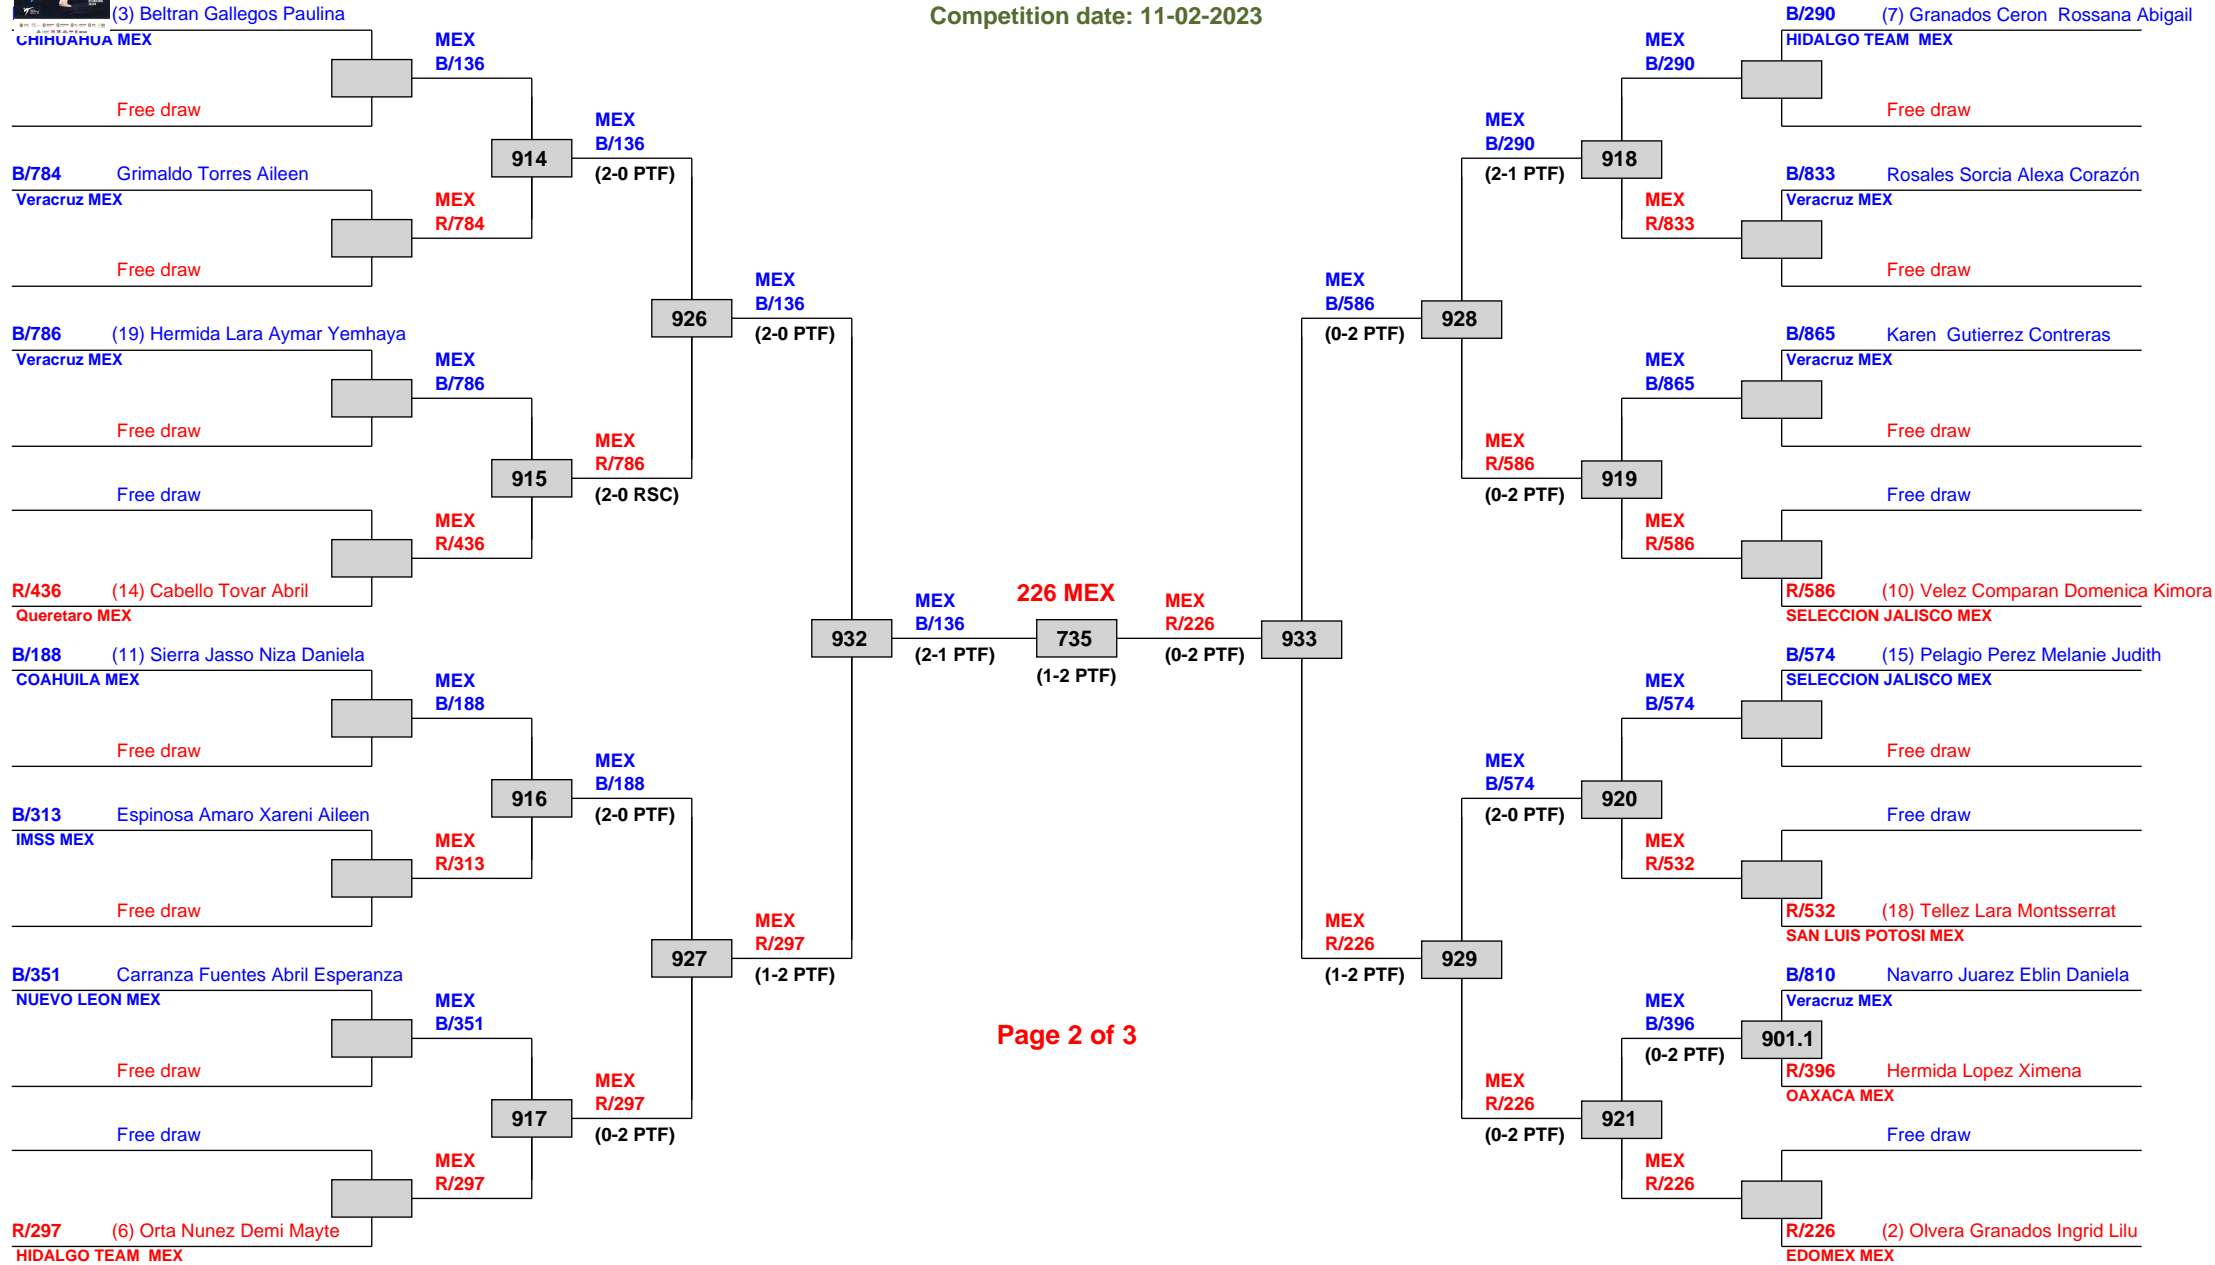 Competition date: 11-02-2023
(3) Beltran Gallegos Paulina
CHIHUAHUA MEX
MEX
B/136
Free draw
MEX
B/136
914
(2-0 PTF)
B/784 Grimaldo Torres Aileen
Veracruz MEX
MEX
R/784
Free draw
MEX
B/136
926
(2-0 PTF)
B/786 (19) Hermida Lara Aymar Yemhaya
Veracruz MEX
MEX
B/786
Free draw
MEX
R/786
915
(2-0 RSC)
Free draw
MEX
R/436
R/436 (14) Cabello Tovar Abril
Queretaro MEX
MEX
B/136
932
(2-1 PTF)
B/188 (11) Sierra Jasso Niza Daniela
COAHUILA MEX
MEX
B/188
Free draw
MEX
B/188
916
(2-0 PTF)
B/313 Espinosa Amaro Xareni Aileen
IMSS MEX
MEX
R/313
Free draw
MEX
R/297
927
(1-2 PTF)
B/351 Carranza Fuentes Abril Esperanza
NUEVO LEON MEX
MEX
B/351
Free draw
MEX
R/297
917
(0-2 PTF)
Free draw
MEX
R/297
R/297 (6) Orta Nunez Demi Mayte
HIDALGO TEAM MEX
226 MEX
735
(1-2 PTF)
Page 2 of 3
MEX
R/226
933
(0-2 PTF)
B/290 (7) Granados Ceron Rossana Abigail
HIDALGO TEAM MEX
MEX
B/290
Free draw
MEX
B/290
918
(2-1 PTF)
B/833 Rosales Sorcia Alexa Corazón
Veracruz MEX
MEX
R/833
Free draw
MEX
B/586
928
(0-2 PTF)
B/865 Karen Gutierrez Contreras
Veracruz MEX
MEX
B/865
Free draw
MEX
R/586
919
(0-2 PTF)
Free draw
MEX
R/586
R/586 (10) Velez Comparan Domenica Kimora
SELECCION JALISCO MEX
B/574 (15) Pelagio Perez Melanie Judith
SELECCION JALISCO MEX
MEX
B/574
Free draw
MEX
B/574
920
(2-0 PTF)
Free draw
MEX
R/532
R/532 (18) Tellez Lara Montsserrat
SAN LUIS POTOSI MEX
MEX
R/226
929
(1-2 PTF)
B/810 Navarro Juarez Eblin Daniela
Veracruz MEX
MEX
B/396
901.1
(0-2 PTF)
R/396 Hermida Lopez Ximena
OAXACA MEX
MEX
R/226
921
(0-2 PTF)
Free draw
MEX
R/226
R/226 (2) Olvera Granados Ingrid Lilu
EDOMEX MEX